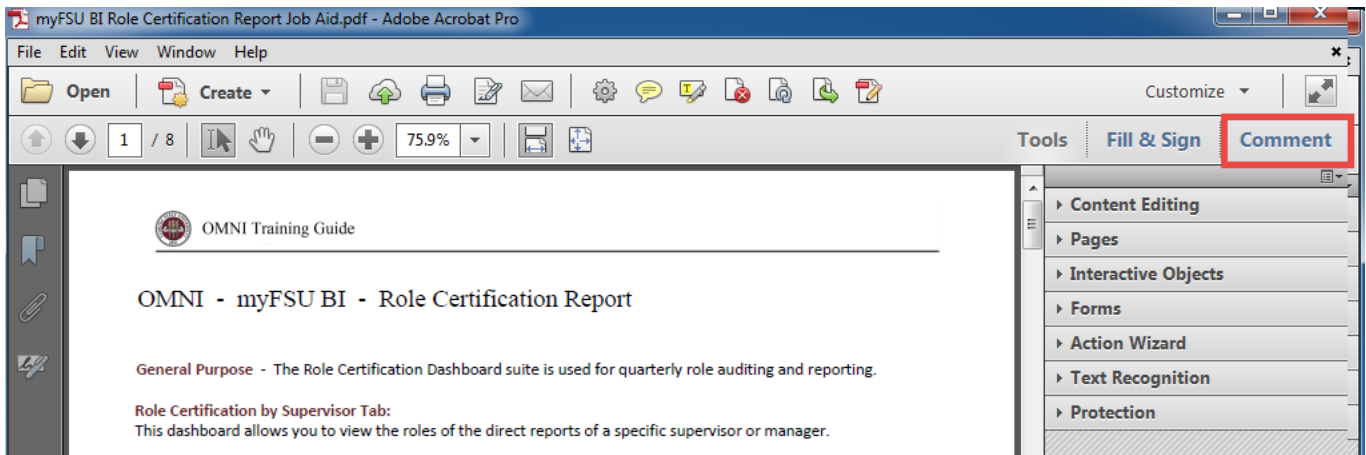 myFSU BI Role Certification Report Job Aid.pdf - Adobe Acrobat Pro
File Edit View Window Help
Open Create Customize
1 / 8 75.9% Tools Fill & Sign Comment
Content Editing
Pages
Interactive Objects
Forms
Action Wizard
Text Recognition
Protection
OMNI Training Guide
OMNI - myFSU BI - Role Certification Report
General Purpose - The Role Certification Dashboard suite is used for quarterly role auditing and reporting.
Role Certification by Supervisor Tab:
This dashboard allows you to view the roles of the direct reports of a specific supervisor or manager.